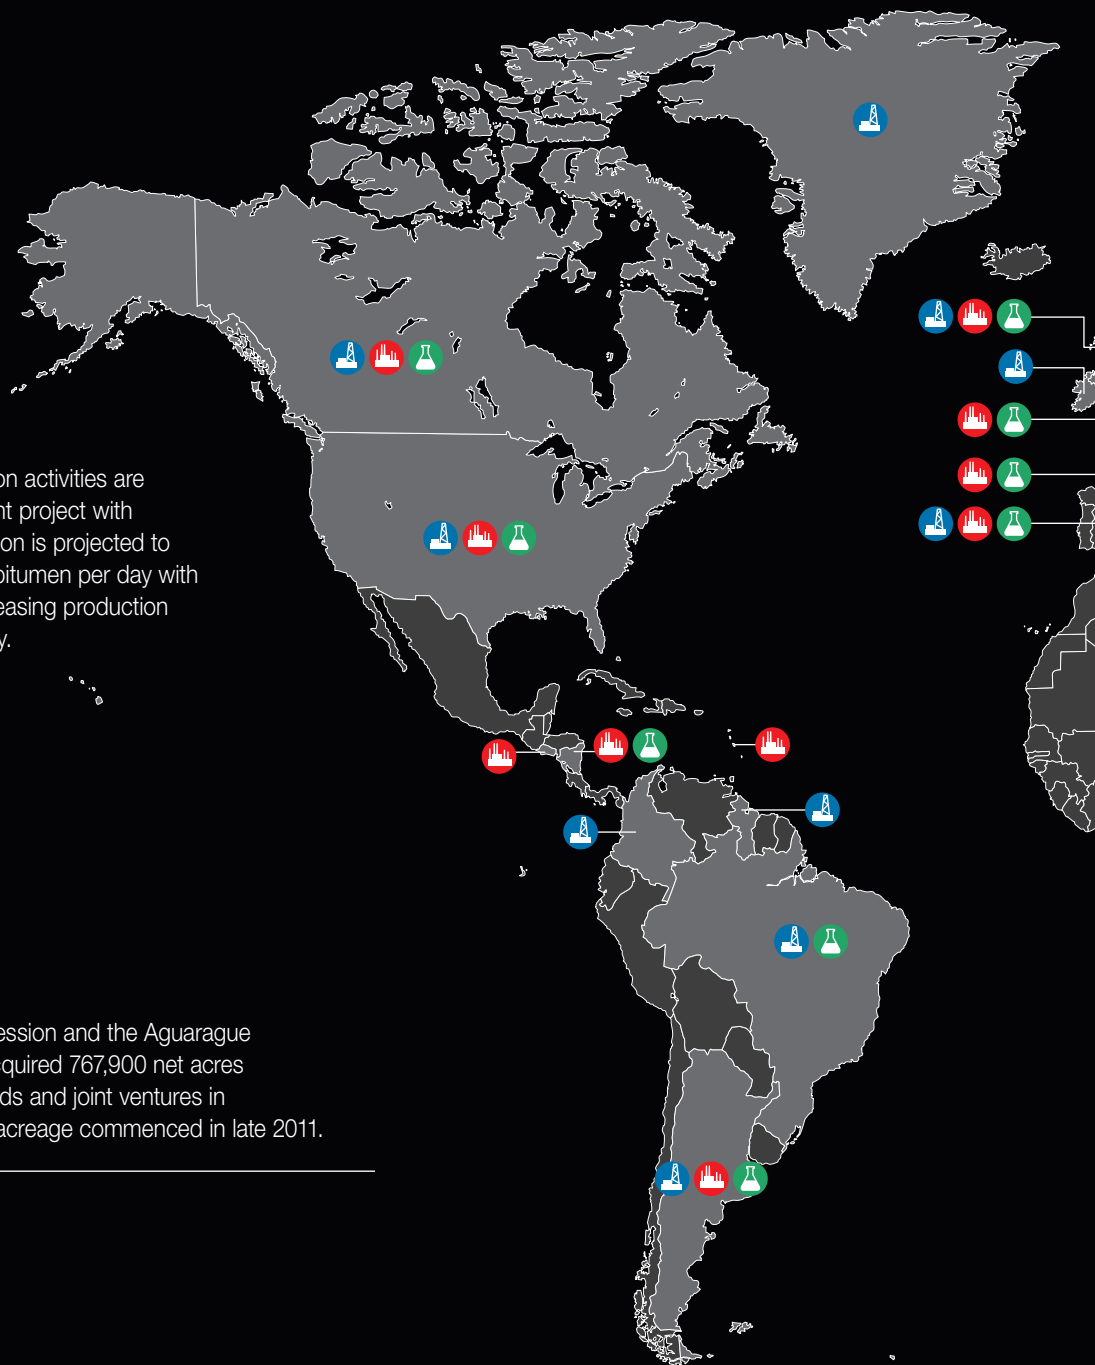 on activities are
nt project with
on is projected to
bitumen per day with
easing production
y.
ession and the Aguarague
quired 767,900 net acres
ds and joint ventures in
acreage commenced in late 2011.